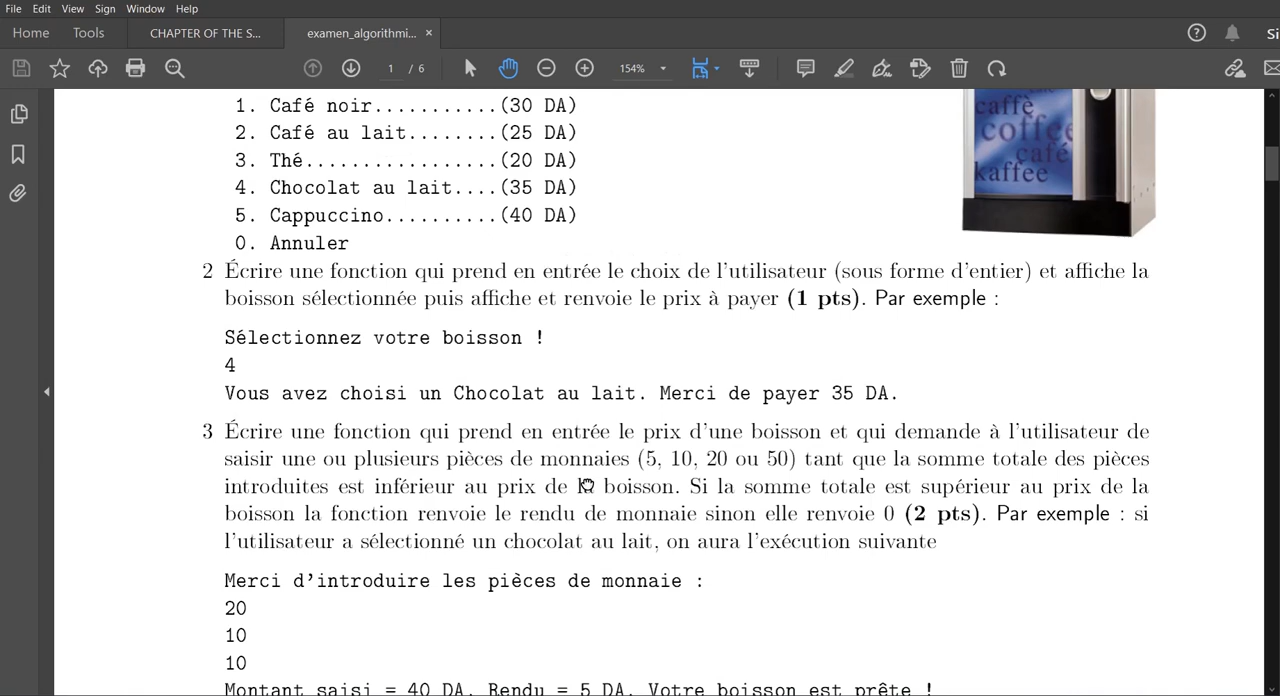 File Edit View Sign Window Help
Home Tools CHAPTER OF THE S... examen_algorithmi... × Si
1 / 6 154%
1. Café noir...........(30 DA)
2. Café au lait........(25 DA)
3. Thé.................(20 DA)
4. Chocolat au lait....(35 DA)
5. Cappuccino..........(40 DA)
0. Annuler
caffè
coffee
café
kaffee
2 Écrire une fonction qui prend en entrée le choix de l'utilisateur (sous forme d'entier) et affiche la
boisson sélectionnée puis affiche et renvoie le prix à payer (1 pts). Par exemple :
Sélectionnez votre boisson !
4
Vous avez choisi un Chocolat au lait. Merci de payer 35 DA.
3 Écrire une fonction qui prend en entrée le prix d'une boisson et qui demande à l'utilisateur de
saisir une ou plusieurs pièces de monnaies (5, 10, 20 ou 50) tant que la somme totale des pièces
introduites est inférieur au prix de boisson. Si la somme totale est supérieur au prix de la
boisson la fonction renvoie le rendu de monnaie sinon elle renvoie 0 (2 pts). Par exemple : si
l'utilisateur a sélectionné un chocolat au lait, on aura l'exécution suivante
Merci d'introduire les pièces de monnaie :
20
10
10
Montant saisi = 40 DA. Rendu = 5 DA. Votre boisson est prête !